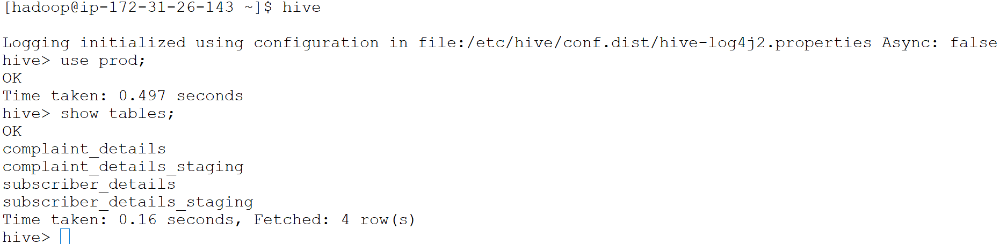 [hadoop@ip-172-31-26-143 ~]$ hive
Logging initialized using configuration in file:/etc/hive/conf.dist/hive-log4j2.properties Async: false
hive> use prod;
OK
Time taken: 0.497 seconds
hive> show tables;
OK
complaint_details
complaint_details_staging
subscriber_details
subscriber_details_staging
Time taken: 0.16 seconds, Fetched: 4 row(s)
hive>